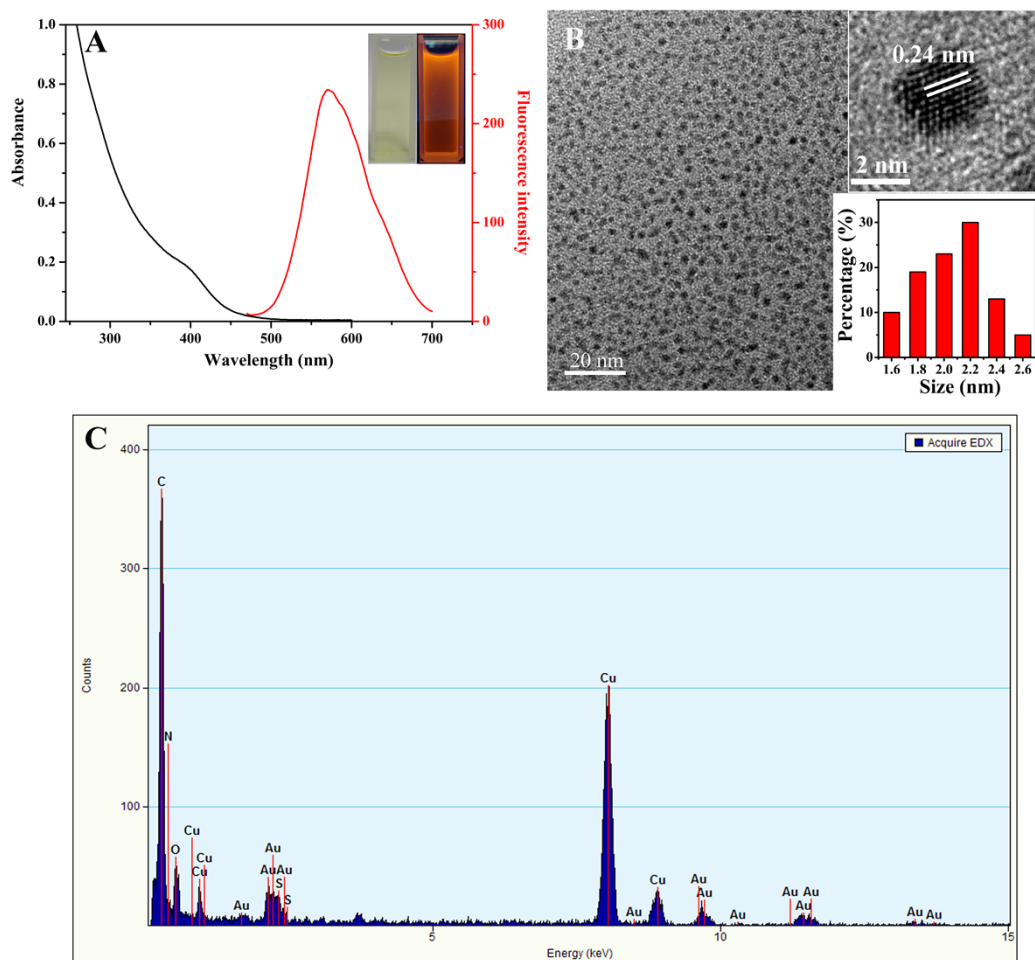 A
1.0
0.8
0.6
0.4
0.2
0.0
Absorbance
300
200
100
0
Fluorescence intensity
300 400 500 600 700
Wavelength (nm)
B
20 nm
0.24 nm
2 nm
30
20
10
0
Percentage (%)
1.6 1.8 2.0 2.2 2.4 2.6
Size (nm)
C
Acquire EDX
400
300
200
100
Counts
C
N
O
Cu
Cu
Cu
Au
Au
Au
Au
S
S
Cu
Au
Cu
Au
Au
Au
Au
Au
Au
Au
Au
5 10 15
Energy (keV)